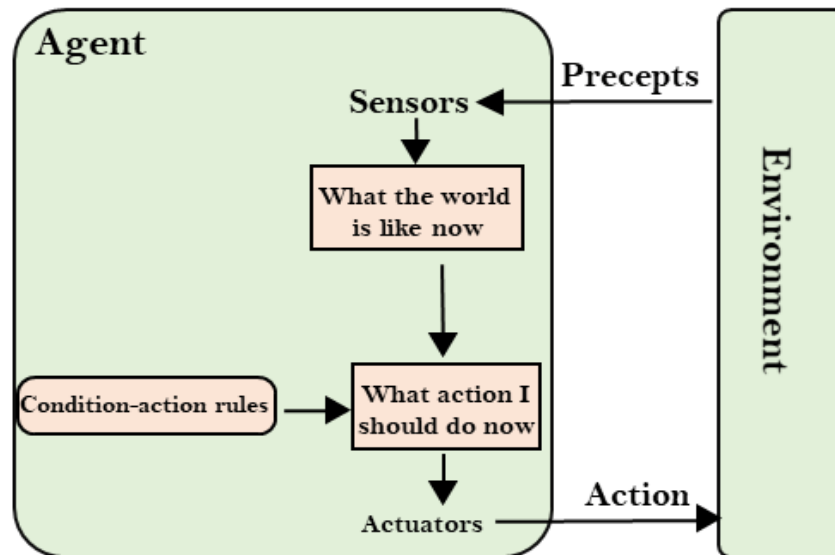 Agent
Precepts
Sensors
What the world
is like now
Environment
Condition-action rules
What action I
should do now
Action
Actuators